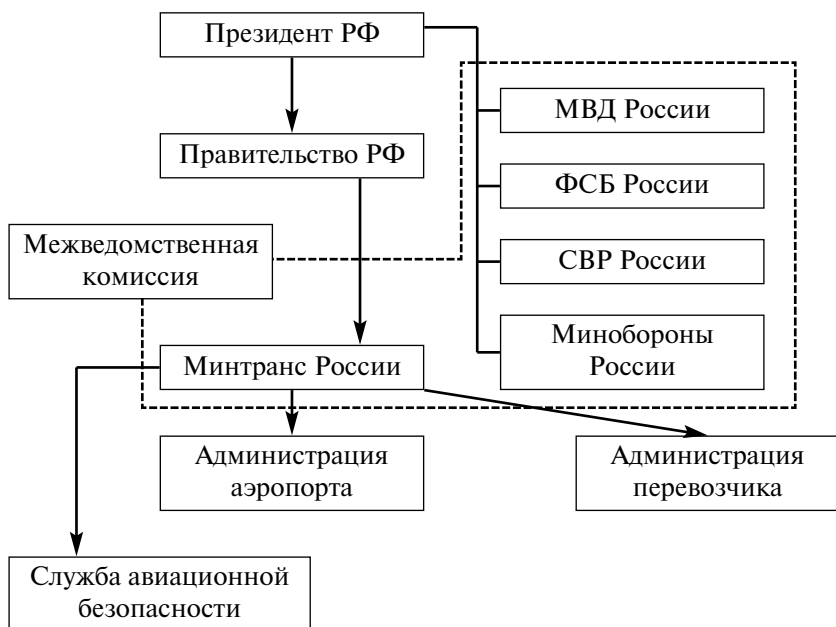 Президент РФ
МВД России
Правительство РФ
ФСБ России
Межведомственная
комиссия
СВР России
Минобороны
России
Минтранс России
Администрация
аэропорта
Администрация
перевозчика
Служба авиационной
безопасности